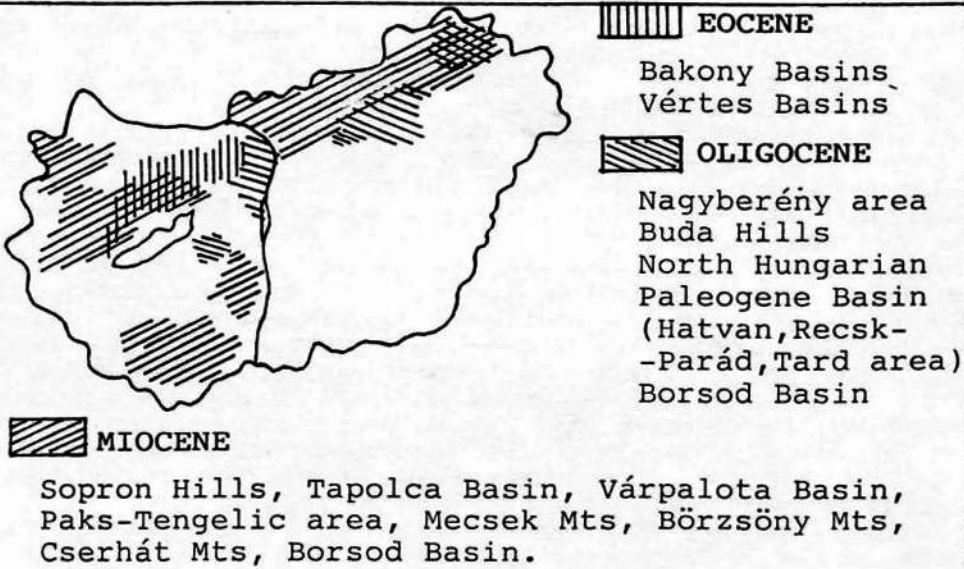 EOCENE
Bakony Basins
Vértes Basins
OLIGOCENE
Nagyberény area
Buda Hills
North Hungarian
Paleogene Basin
(Hatvan,Recsk-
-Parád,Tard area)
Borsod Basin
MIOCENE
Sopron Hills, Tapolca Basin, Várpalota Basin,
Paks-Tengelic area, Mecsek Mts, Börzsöny Mts,
Cserhát Mts, Borsod Basin.